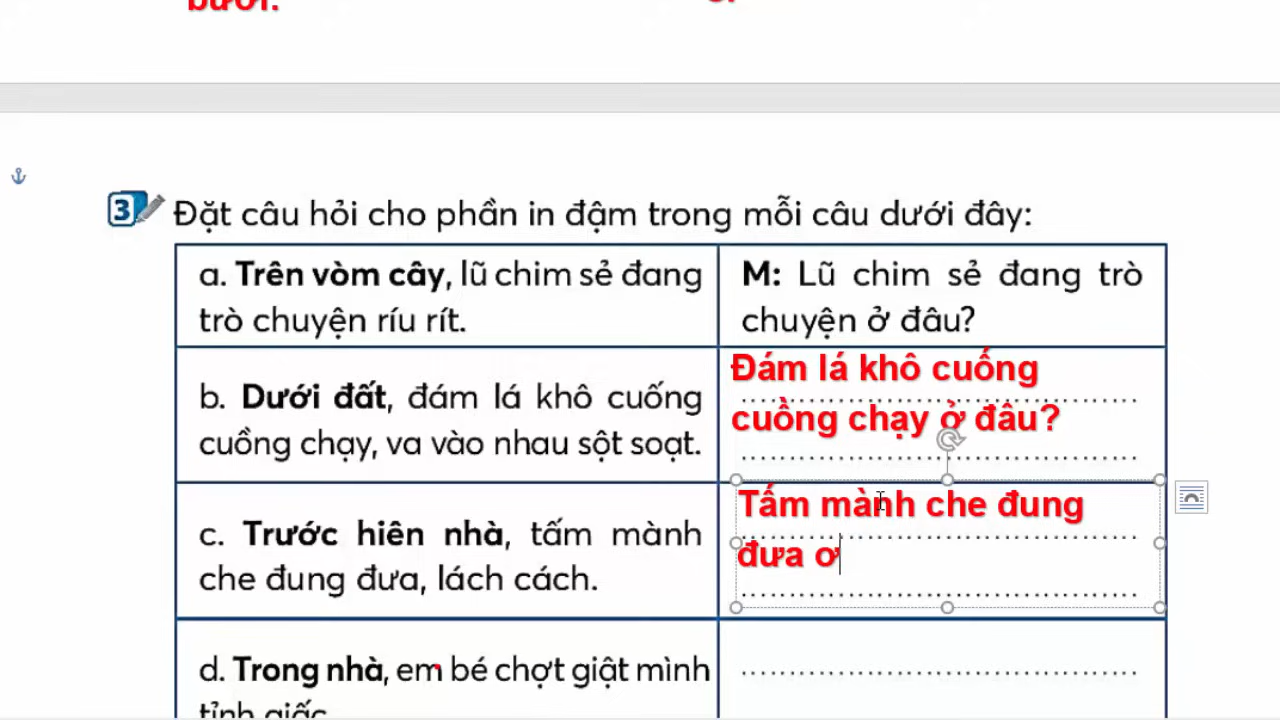 3 Đặt câu hỏi cho phần in đậm trong mỗi câu dưới đây:
a. Trên vòm cây, lũ chim sẻ đang
trò chuyện ríu rít.
M: Lũ chim sẻ đang trò
chuyện ở đâu?
b. Dưới đất, đám lá khô cuống
cuồng chạy, va vào nhau sột soạt.
Đám lá khô cuống
cuồng chạy ở đâu?
c. Trước hiên nhà, tấm mành
che đung đưa, lách cách.
Tấm mành che đung
đưa ơ
d. Trong nhà, em bé chợt giật mình
tỉnh giấc